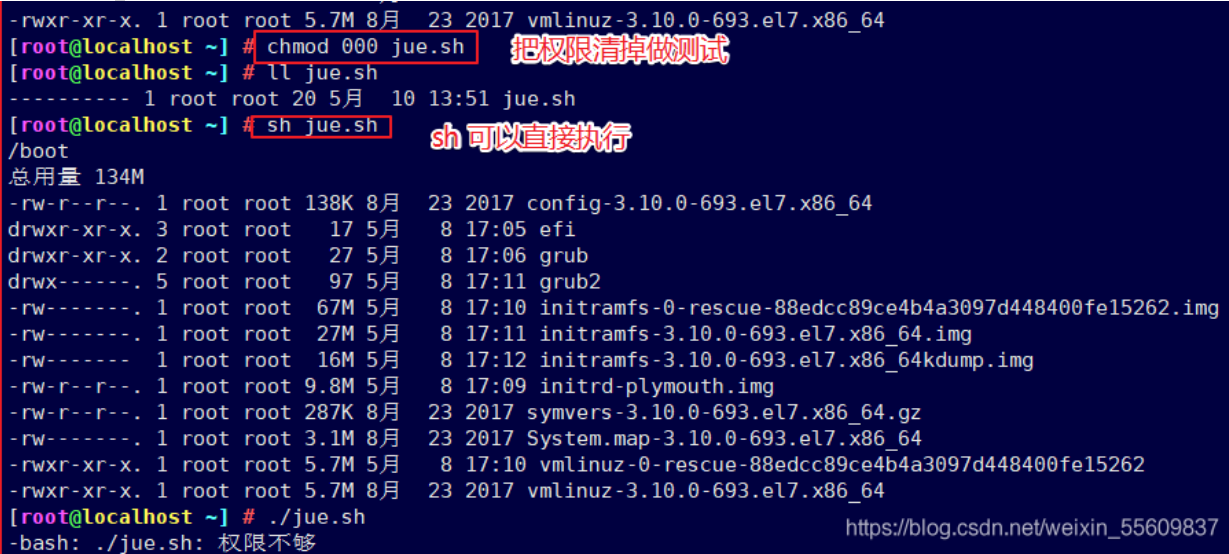 -rwxr-xr-x. 1 root root 5.7M 8月  23 2017 vmlinuz-3.10.0-693.el7.x86_64
[root@localhost ~] # chmod 000 jue.sh 把权限清掉做测试
[root@localhost ~] # ll jue.sh
---------- 1 root root 20 5月  10 13:51 jue.sh
[root@localhost ~] # sh jue.sh sh 可以直接执行
/boot
总用量 134M
-rw-r--r--. 1 root root 138K 8月  23 2017 config-3.10.0-693.el7.x86_64
drwxr-xr-x. 3 root root   17 5月   8 17:05 efi
drwxr-xr-x. 2 root root   27 5月   8 17:06 grub
drwx------. 5 root root   97 5月   8 17:11 grub2
-rw-------. 1 root root  67M 5月   8 17:10 initramfs-0-rescue-88edcc89ce4b4a3097d448400fe15262.img
-rw-------. 1 root root  27M 5月   8 17:11 initramfs-3.10.0-693.el7.x86_64.img
-rw-------  1 root root  16M 5月   8 17:12 initramfs-3.10.0-693.el7.x86_64kdump.img
-rw-r--r--. 1 root root 9.8M 5月   8 17:09 initrd-plymouth.img
-rw-r--r--. 1 root root 287K 8月  23 2017 symvers-3.10.0-693.el7.x86_64.gz
-rw-------. 1 root root 3.1M 8月  23 2017 System.map-3.10.0-693.el7.x86_64
-rwxr-xr-x. 1 root root 5.7M 5月   8 17:10 vmlinuz-0-rescue-88edcc89ce4b4a3097d448400fe15262
-rwxr-xr-x. 1 root root 5.7M 8月  23 2017 vmlinuz-3.10.0-693.el7.x86_64
[root@localhost ~] # ./jue.sh
-bash: ./jue.sh: 权限不够
https://blog.csdn.net/weixin_55609837